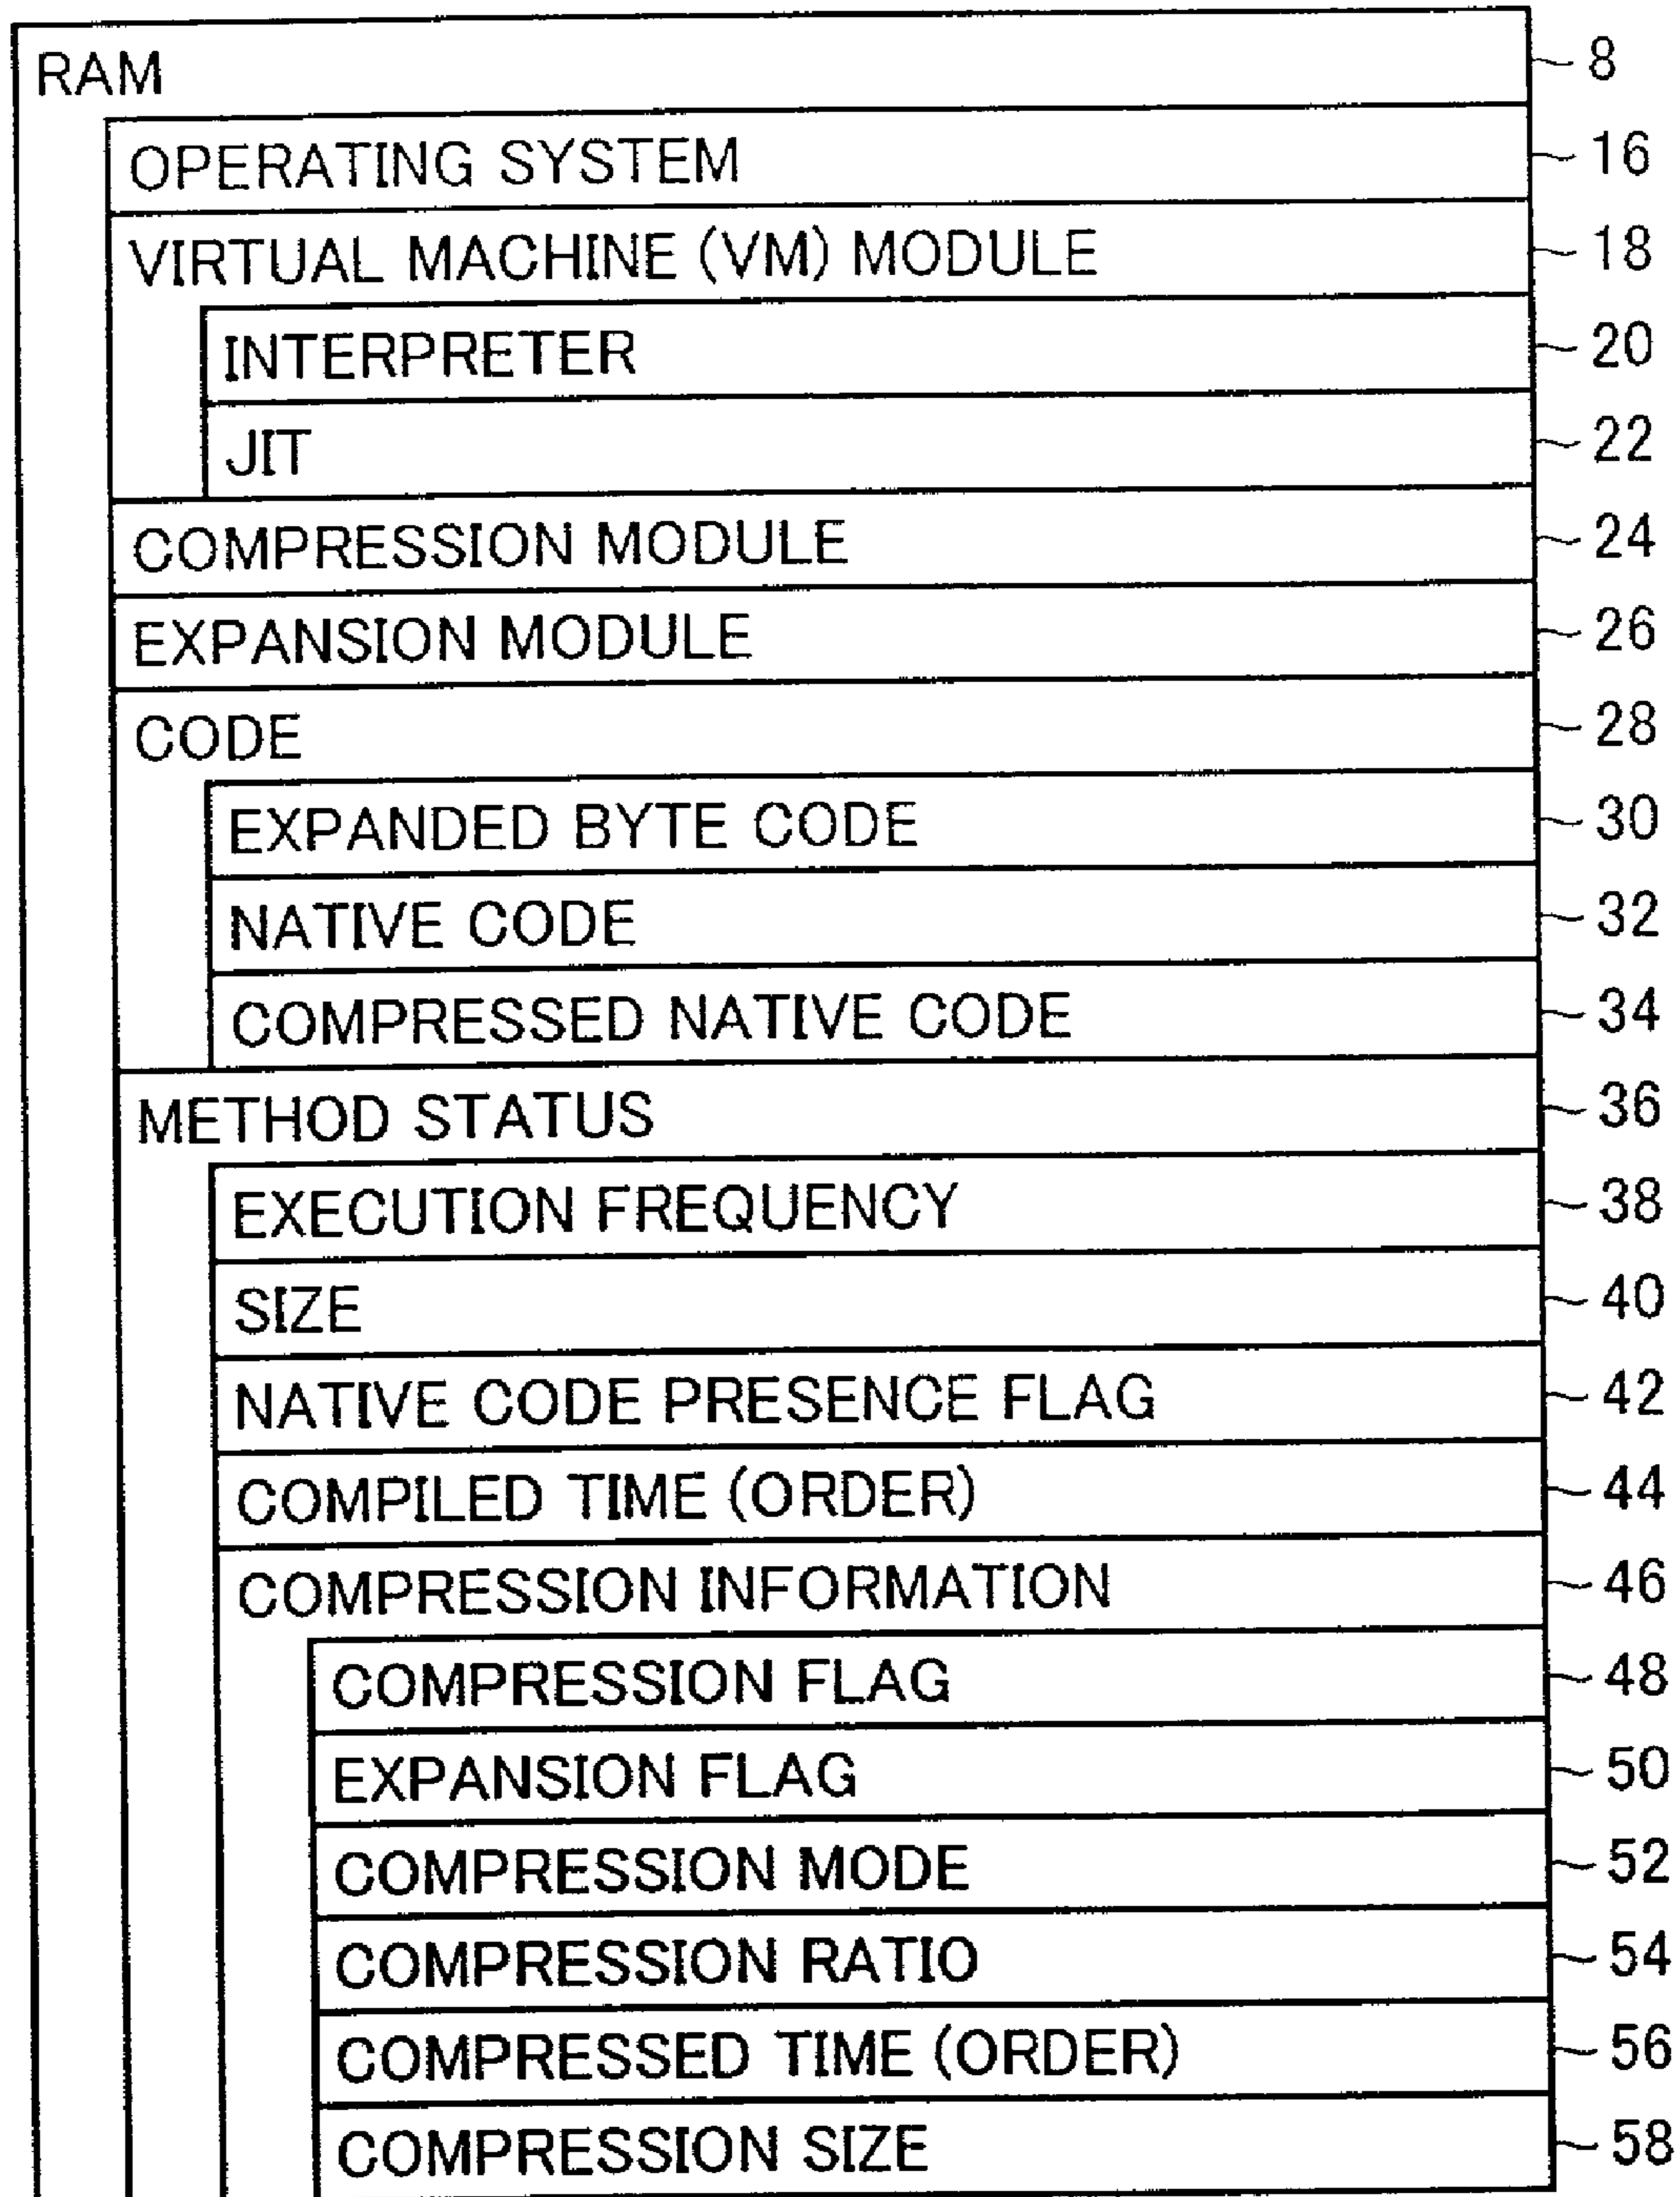 RAM 8
OPERATING SYSTEM 16
VIRTUAL MACHINE (VM) MODULE 18
INTERPRETER 20
JIT 22
COMPRESSION MODULE 24
EXPANSION MODULE 26
CODE 28
EXPANDED BYTE CODE 30
NATIVE CODE 32
COMPRESSED NATIVE CODE 34
METHOD STATUS 36
EXECUTION FREQUENCY 38
SIZE 40
NATIVE CODE PRESENCE FLAG 42
COMPILED TIME (ORDER) 44
COMPRESSION INFORMATION 46
COMPRESSION FLAG 48
EXPANSION FLAG 50
COMPRESSION MODE 52
COMPRESSION RATIO 54
COMPRESSED TIME (ORDER) 56
COMPRESSION SIZE 58